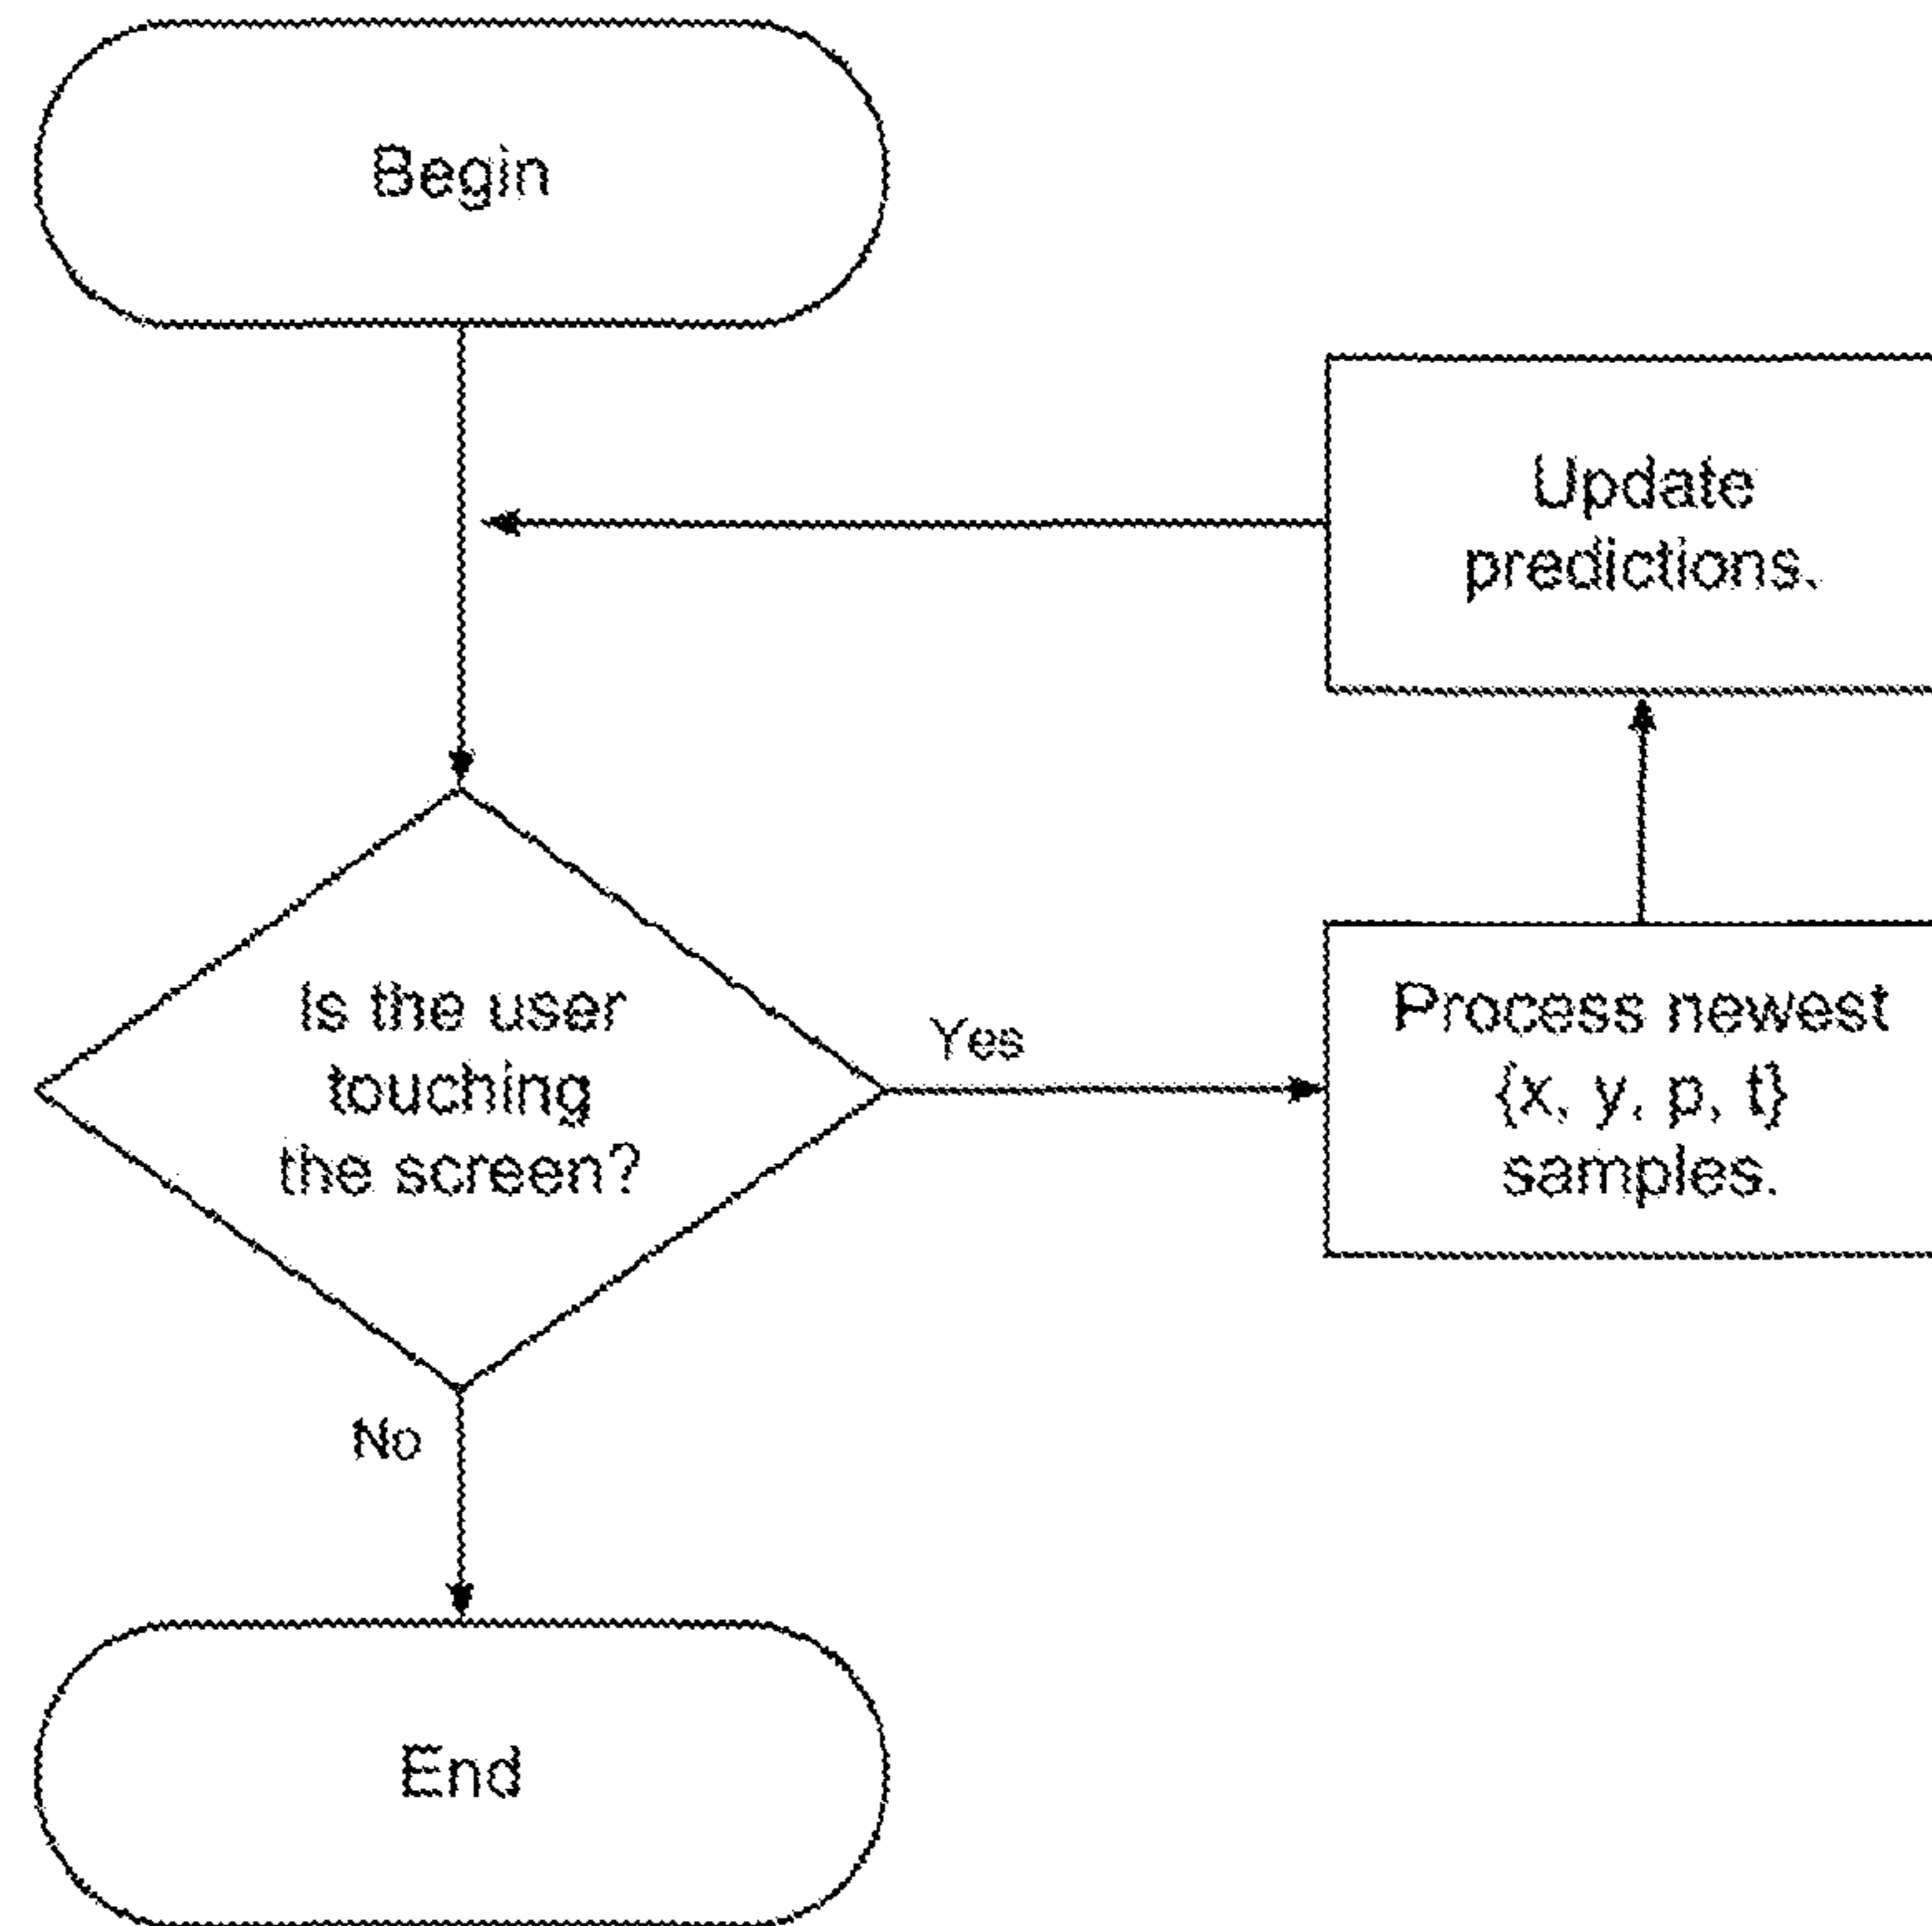 Begin
Update
predictions.
Is the user
touching
the screen?
Yes
Process newest
{x, y, p, t}
samples.
No
End